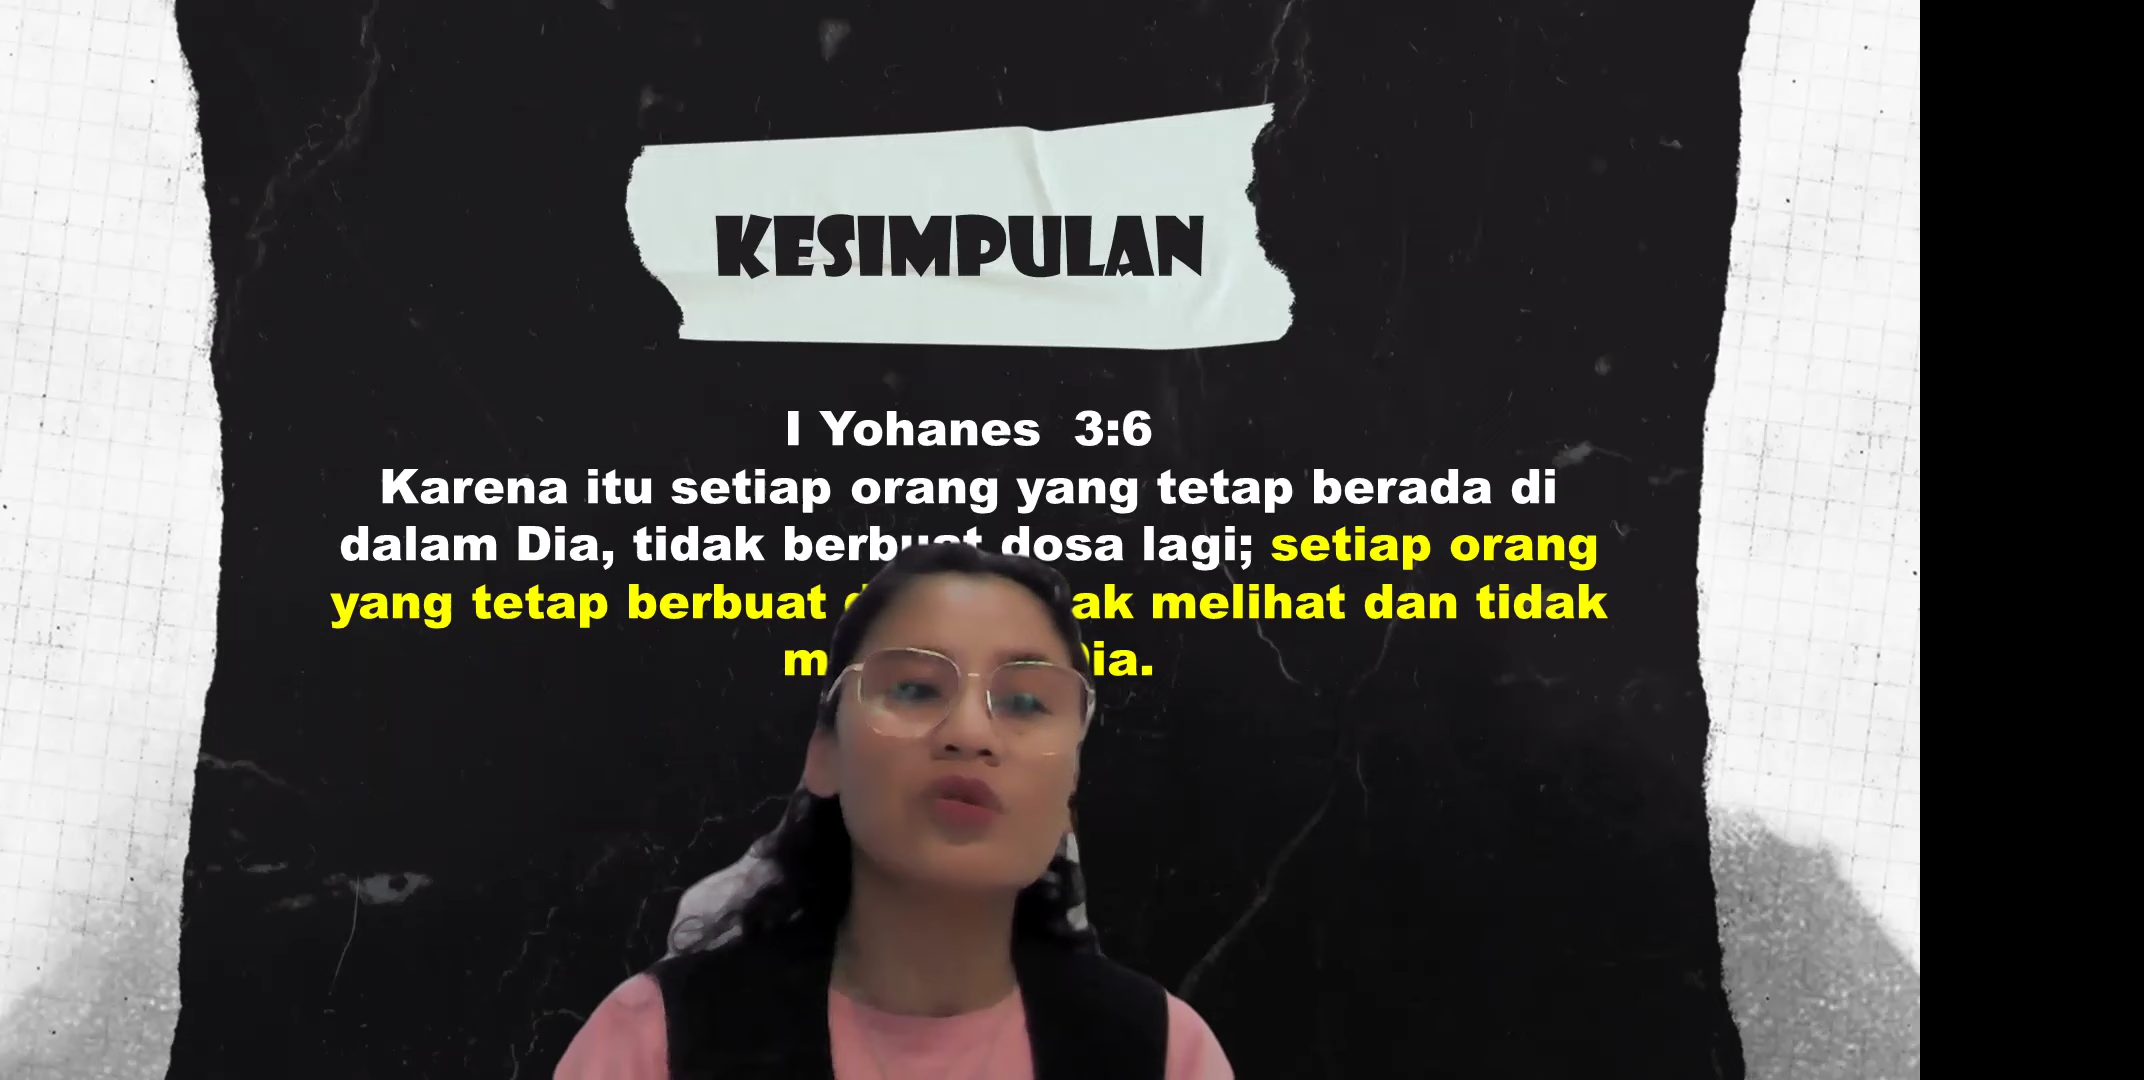 KESIMPULAN
I Yohanes 3:6
Karena itu setiap orang yang tetap berada di
dalam Dia, tidak berbuat dosa lagi; setiap orang
yang tetap berbuat melihat dan tidak